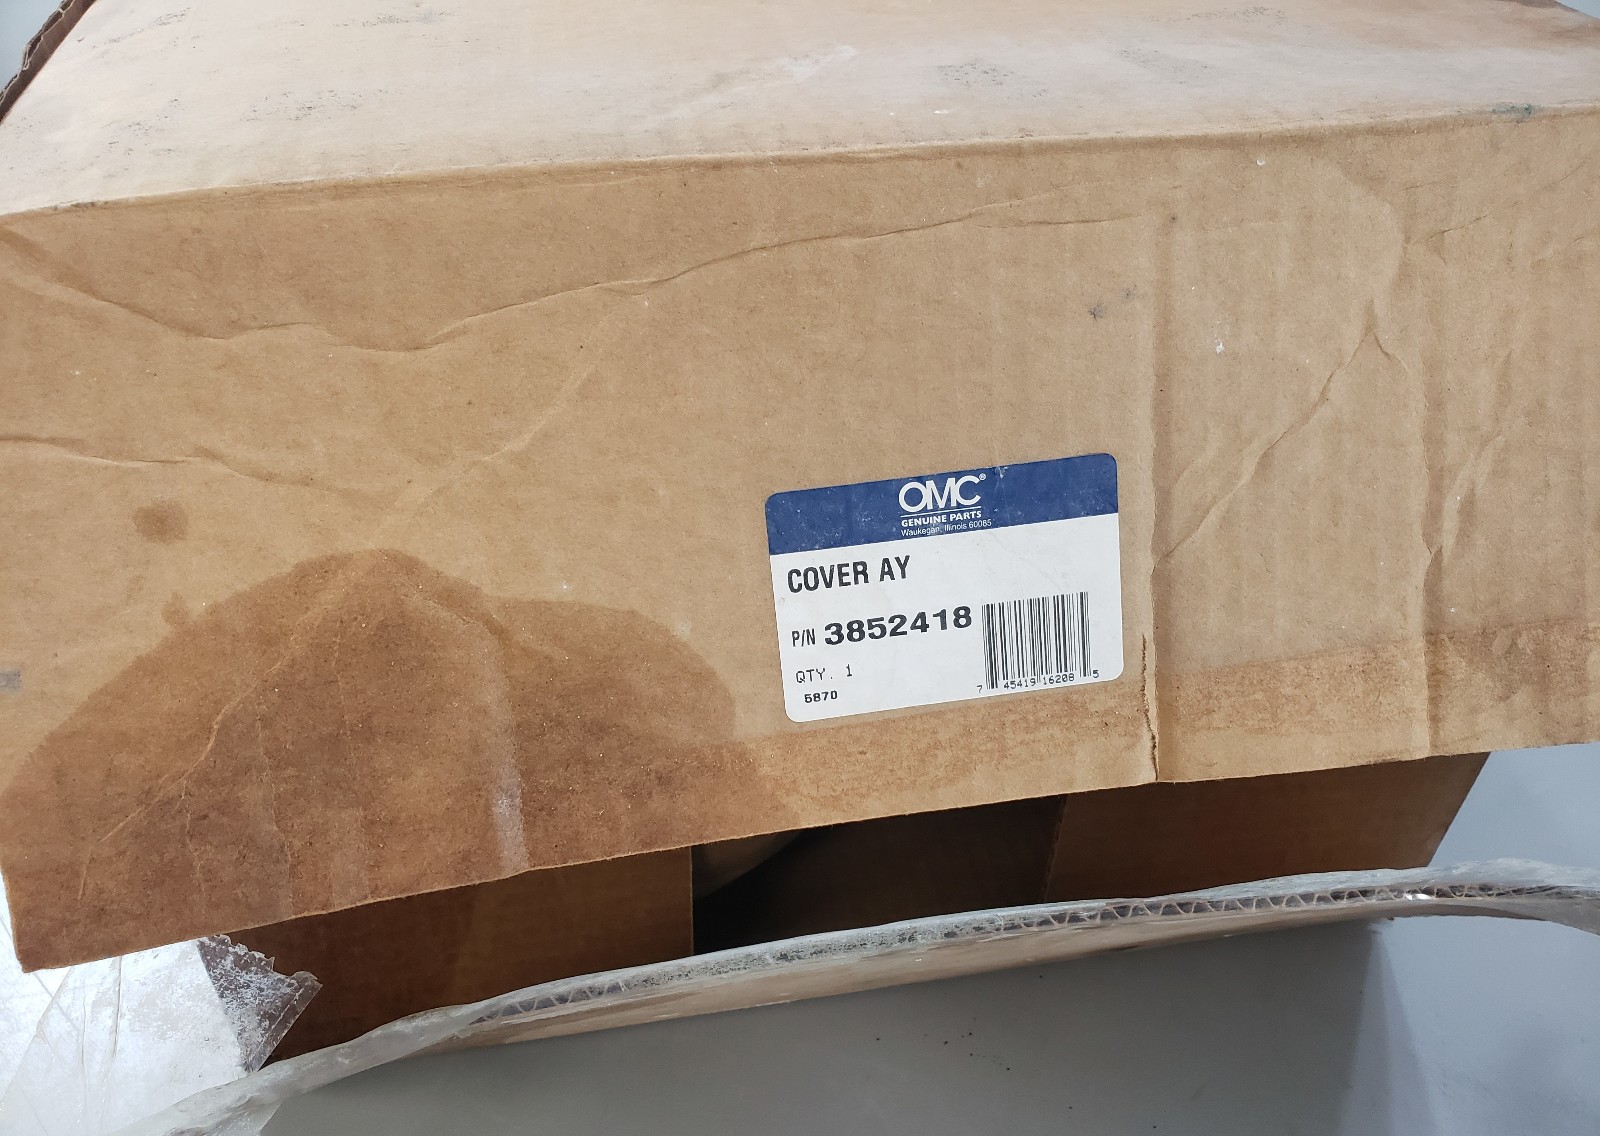 OMC®
GENUINE PARTS
Waukegan, Illinois 60085
COVER AY
P/N 3852418
QTY. 1
5870
7 45419 16208 5